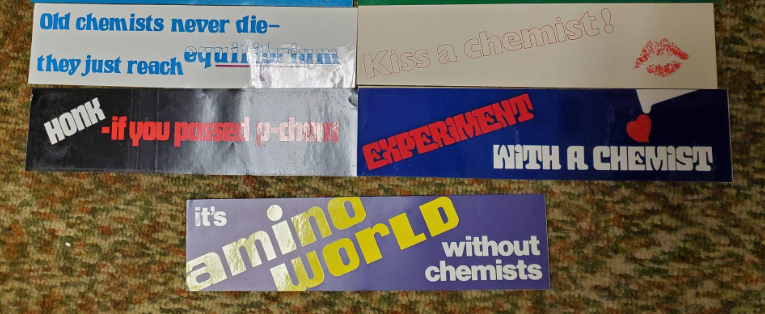 Old chemists never die-
they just reach equilibrium
Kiss a chemist!
HONK
-if you passed p-chem
EXPERIMENT
WITH A CHEMIST
it's
amino
WORLD
without
chemists